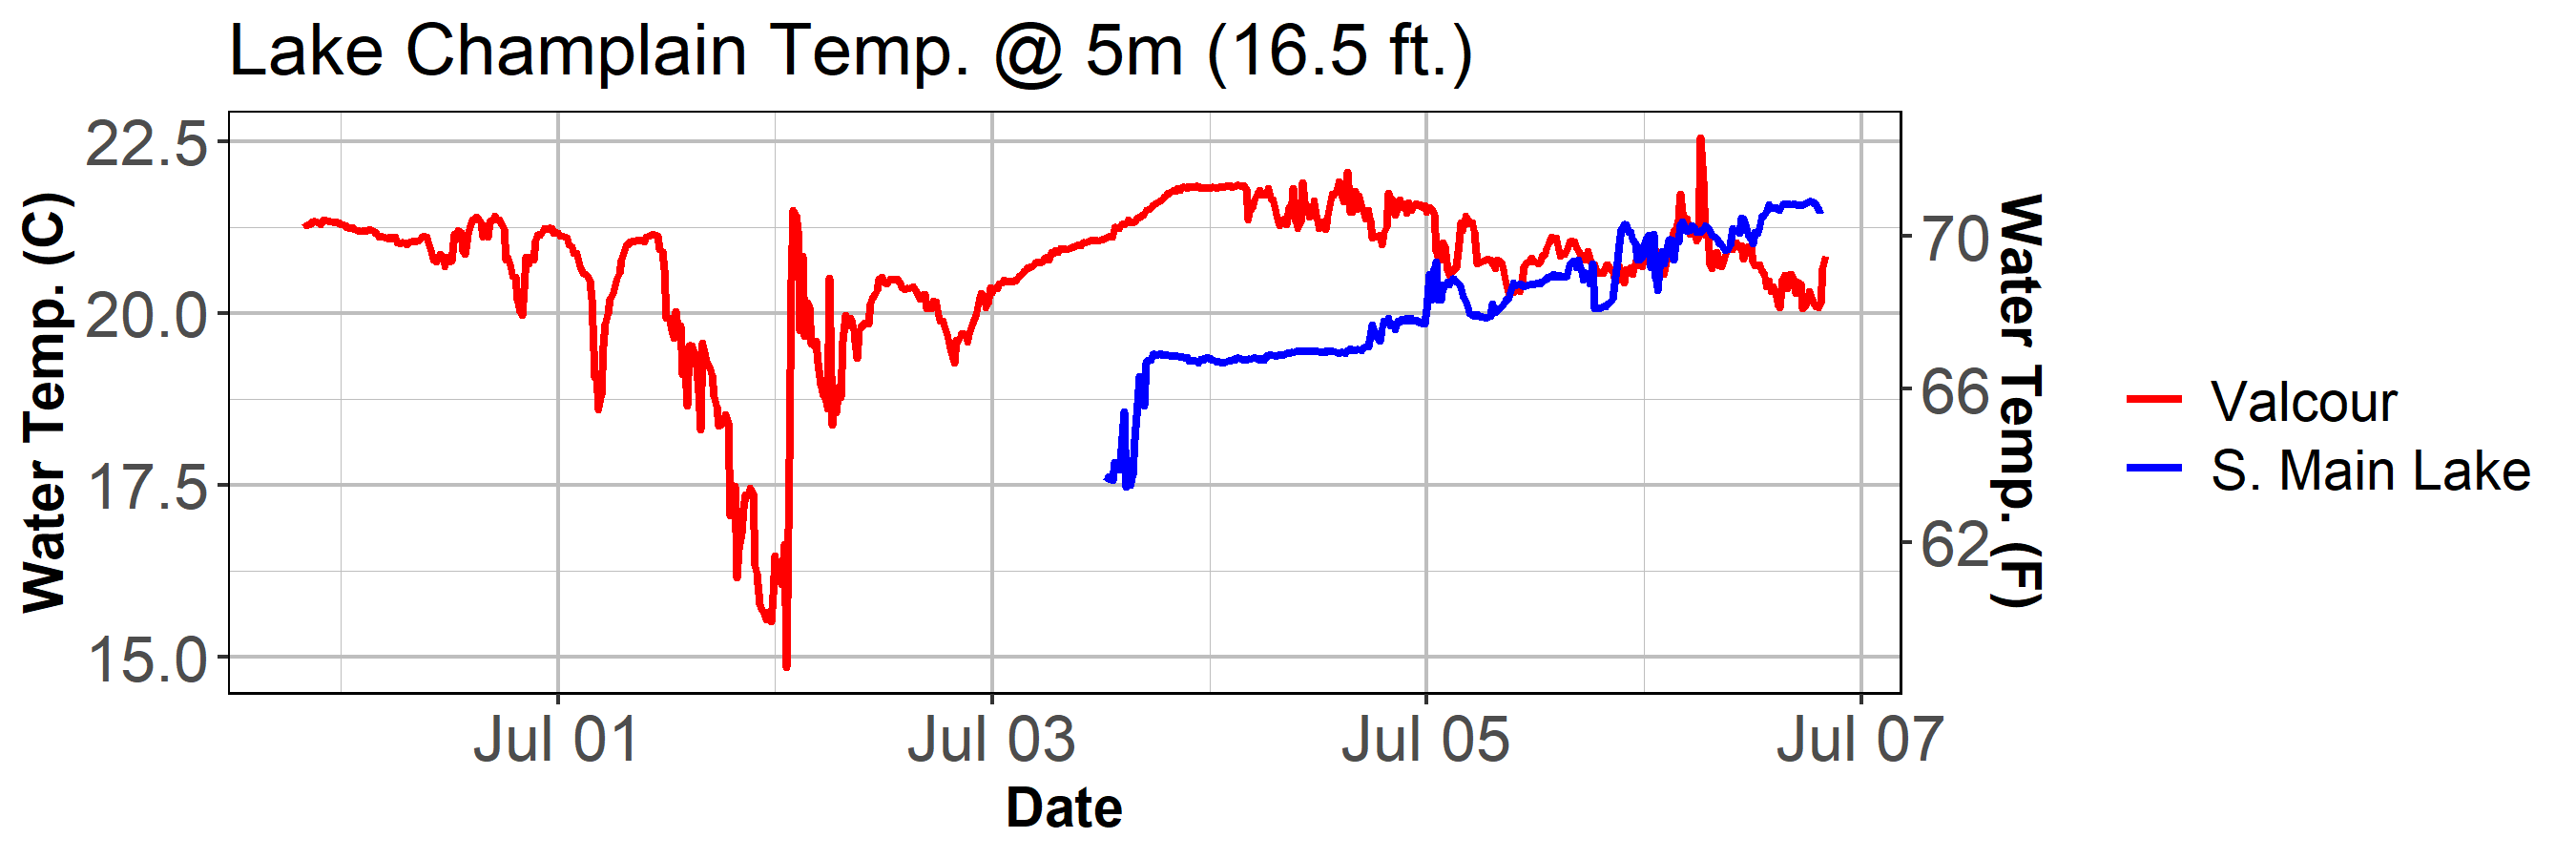 Lake Champlain Temp. @ 5m (16.5 ft.)
Water Temp. (C)
22.5
20.0
17.5
15.0
Jul 01
Jul 03
Jul 05
Jul 07
Date
70
66
62
Water Temp. (F)
Valcour
S. Main Lake